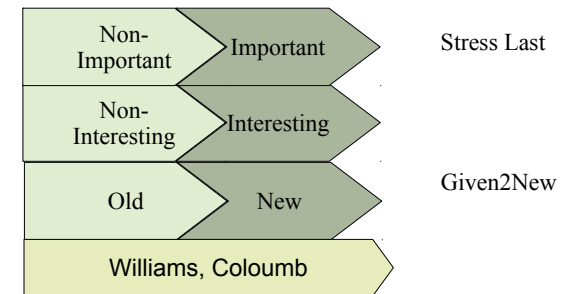 Non-
Important
Important
Stress Last
Non-
Interesting
Interesting
Old
New
Given2New
Williams, Coloumb